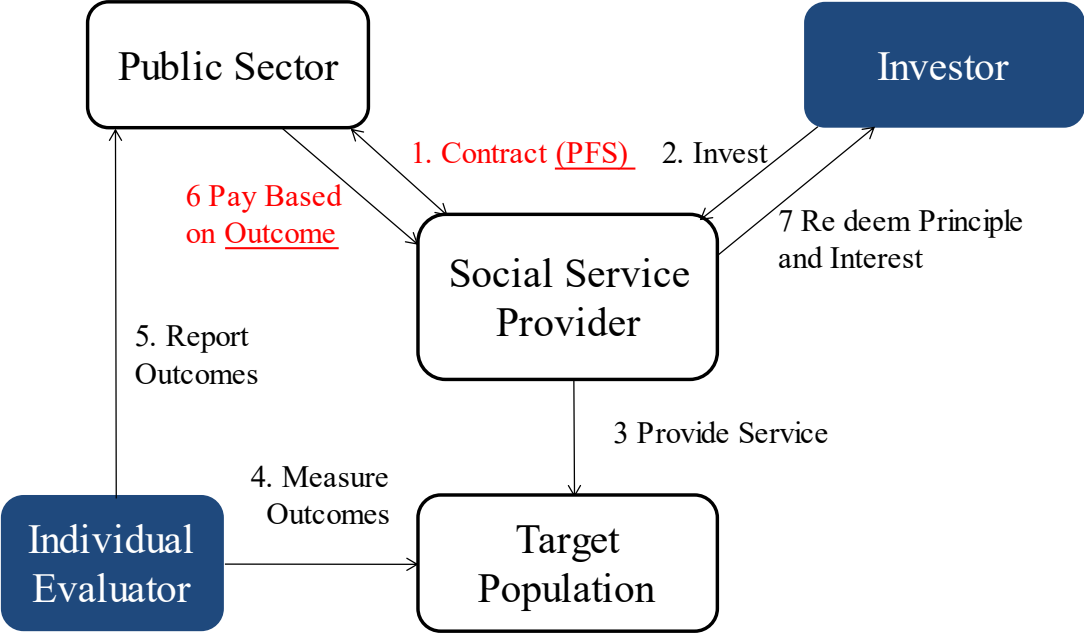 Public Sector
Investor
1. Contract (PFS)
2. Invest
6 Pay Based
on Outcome
7 Re deem Principle
and Interest
Social Service
Provider
5. Report
Outcomes
3 Provide Service
4. Measure
Outcomes
Individual
Evaluator
Target
Population